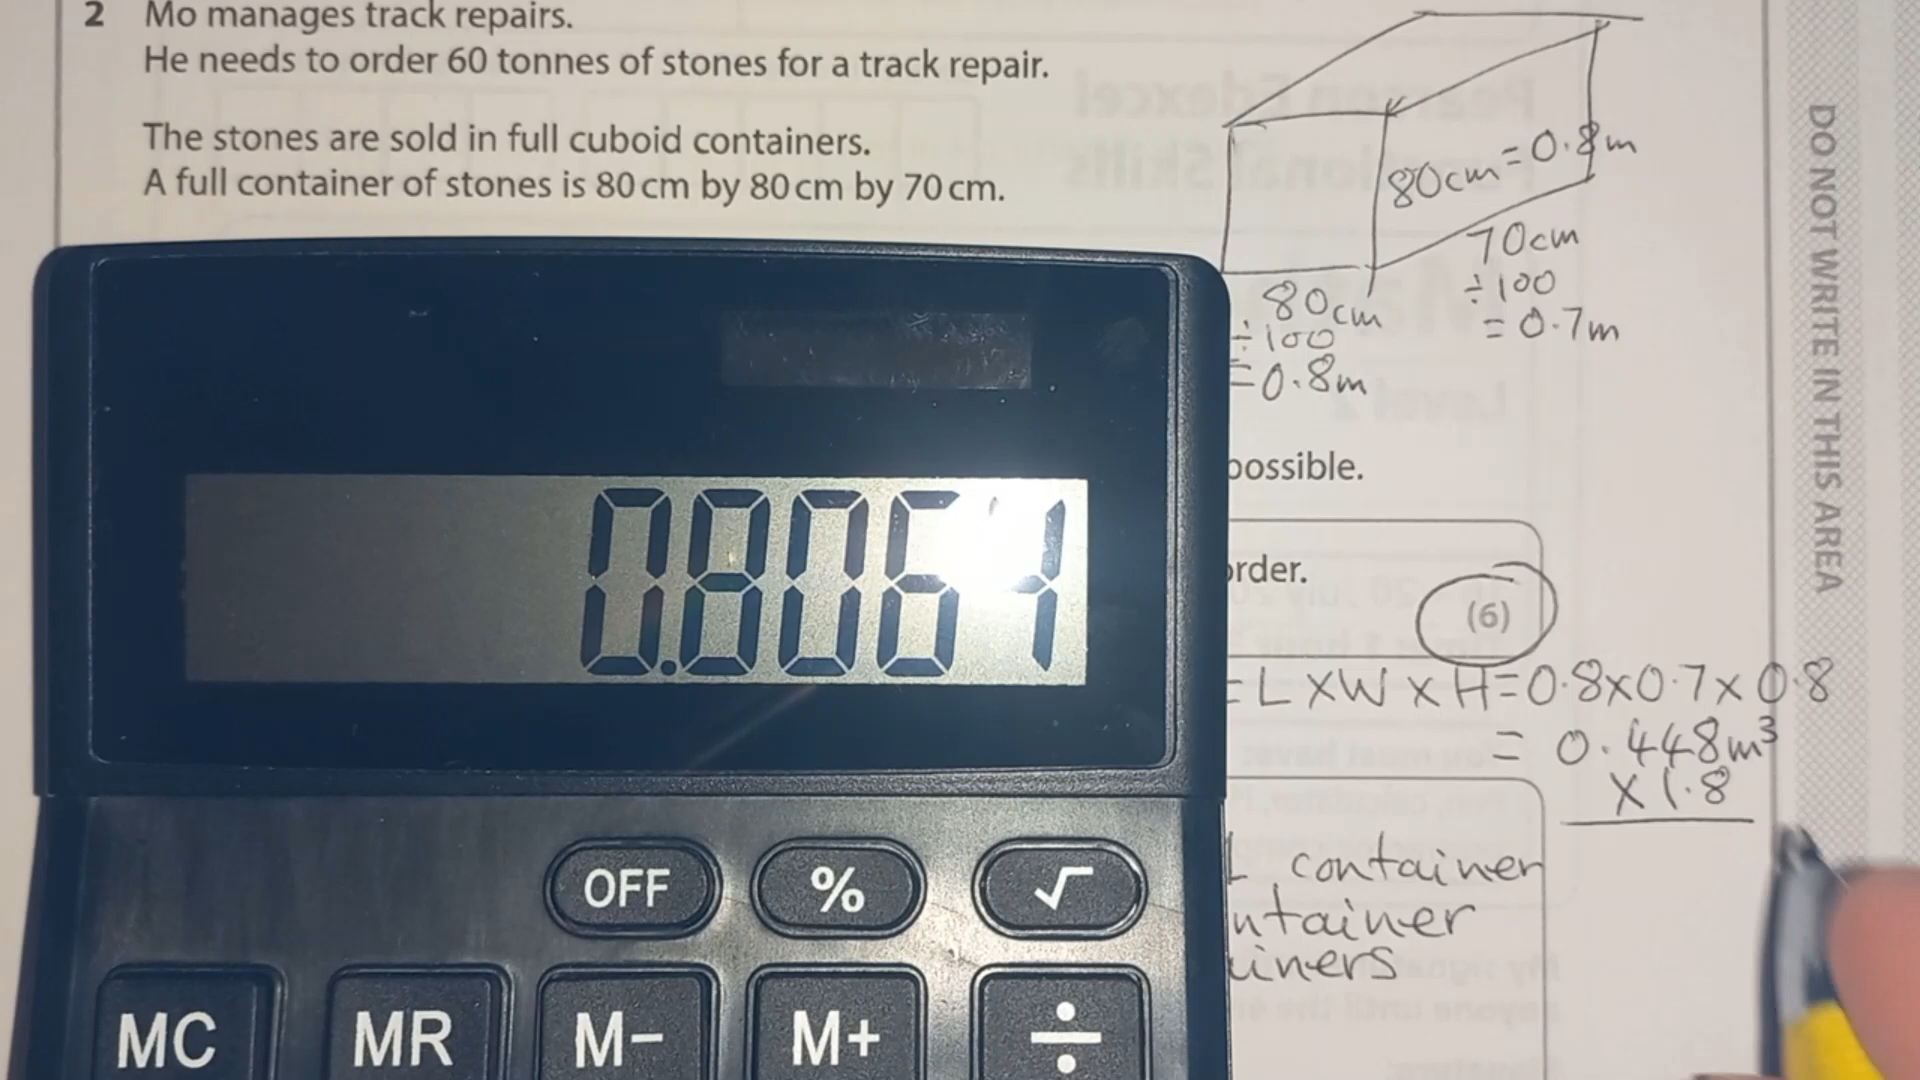 2 Mo manages track repairs.
He needs to order 60 tonnes of stones for a track repair.
The stones are sold in full cuboid containers.
A full container of stones is 80 cm by 80 cm by 70 cm.
80cm = 0.8m
70cm
÷100
= 0.7m
80cm
÷100
= 0.8m
possible.
order.
(6)
= L × W × H = 0.8 × 0.7 × 0.8
= 0.448m³
× 1.8
container
ntainer
iners
0.8064
OFF % √
MC MR M− M+ ÷
DO NOT WRITE IN THIS AREA